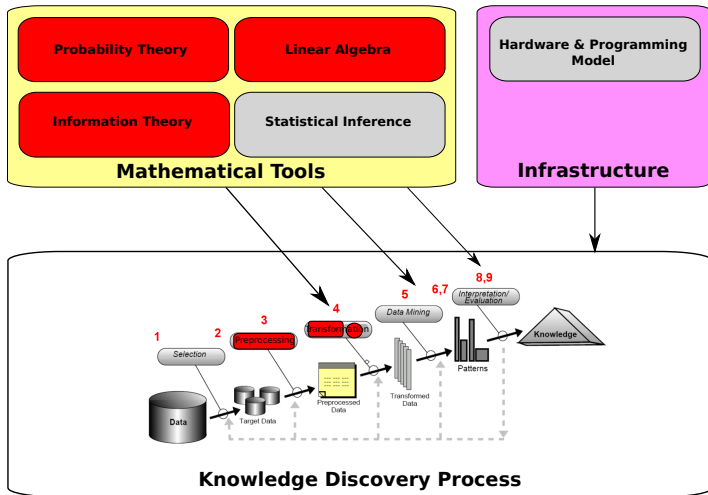 Probability Theory
Linear Algebra
Information Theory
Statistical Inference
Mathematical Tools
Hardware & Programming
Model
Infrastructure
1
2
3
4
5
6,7
8,9
Selection
Preprocessing
Transformation
Data Mining
Interpretation/
Evaluation
Data
Target Data
Preprocessed
Data
Transformed
Data
Patterns
Knowledge
Knowledge Discovery Process